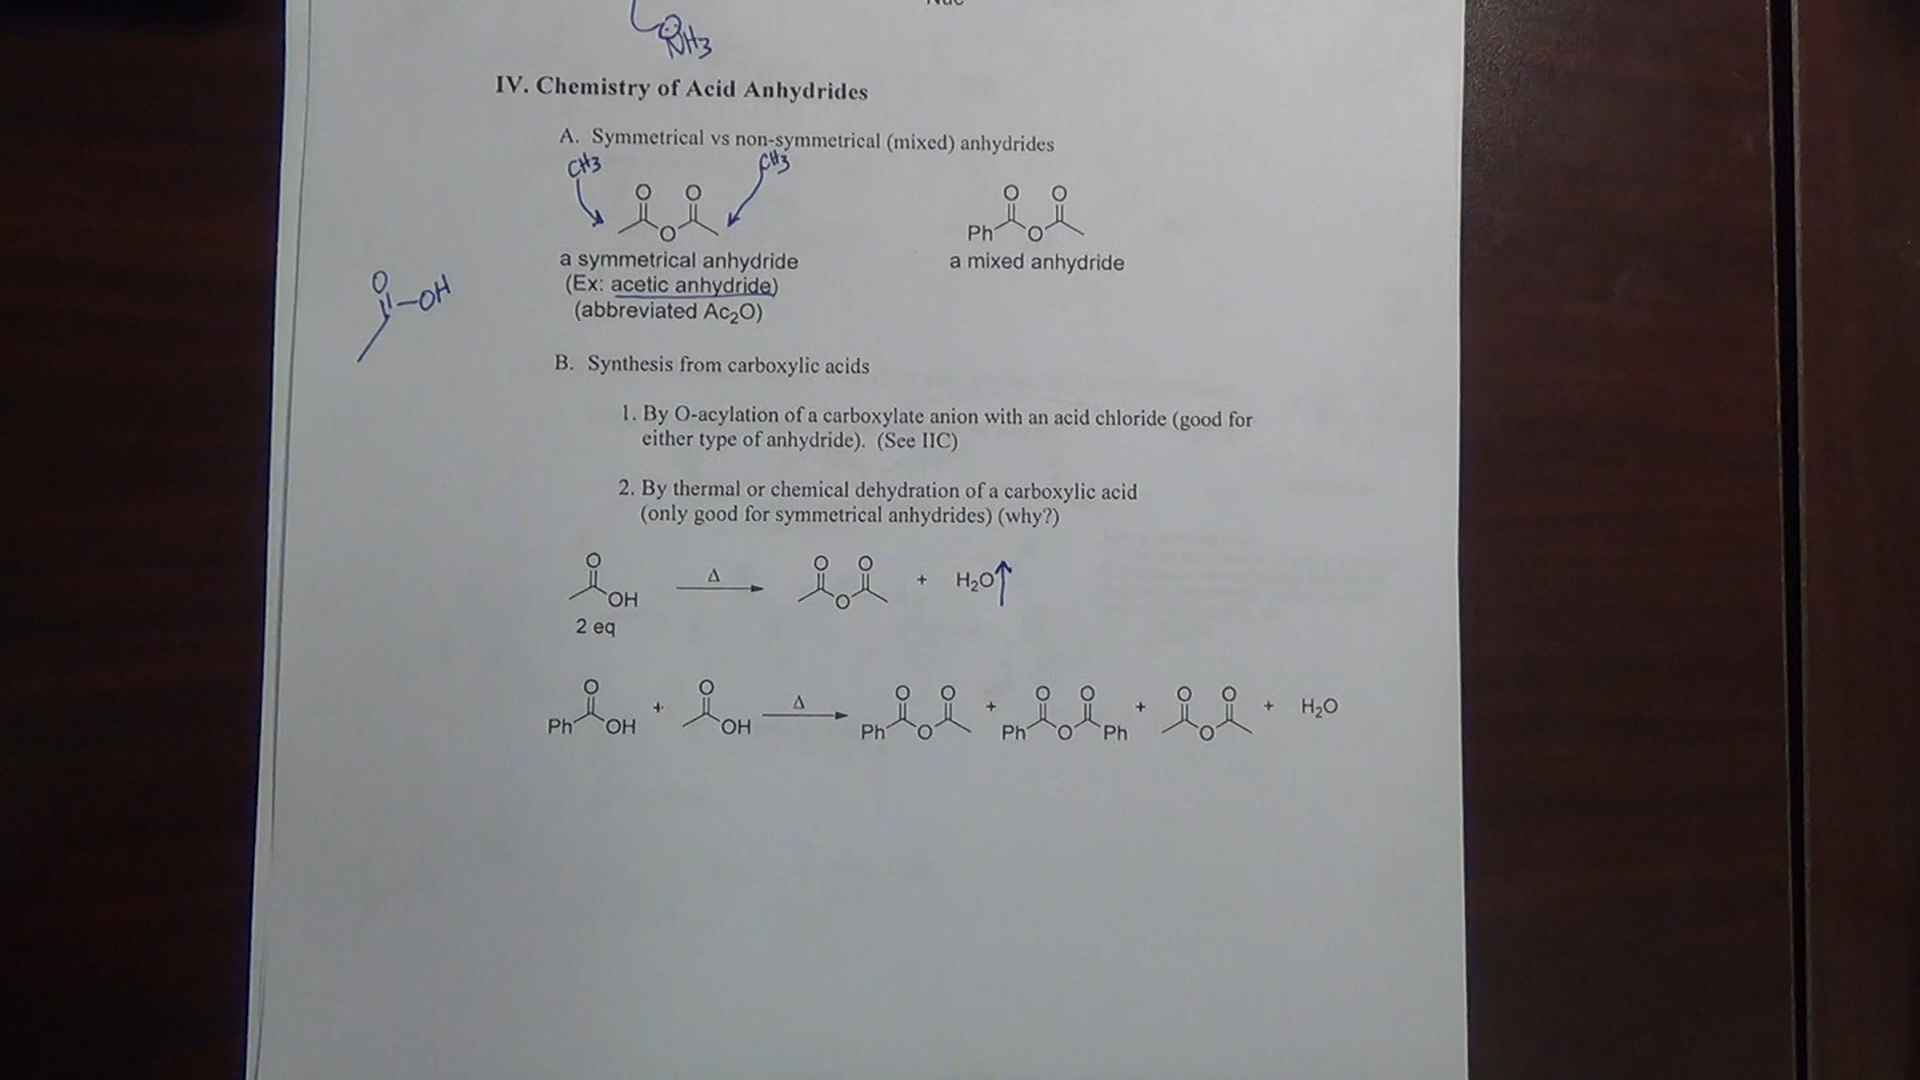 NH3
IV. Chemistry of Acid Anhydrides
A. Symmetrical vs non-symmetrical (mixed) anhydrides
CH3 CH3
O O O O
O Ph O
a symmetrical anhydride a mixed anhydride
(Ex: acetic anhydride)
(abbreviated Ac2O)
O
OH
B. Synthesis from carboxylic acids
1. By O-acylation of a carboxylate anion with an acid chloride (good for
either type of anhydride). (See IIC)
2. By thermal or chemical dehydration of a carboxylic acid
(only good for symmetrical anhydrides) (why?)
O O O
Δ + H2O↑
OH O
2 eq
O O O O O O O O
+ Δ + + + H2O
Ph OH OH Ph O Ph O Ph O